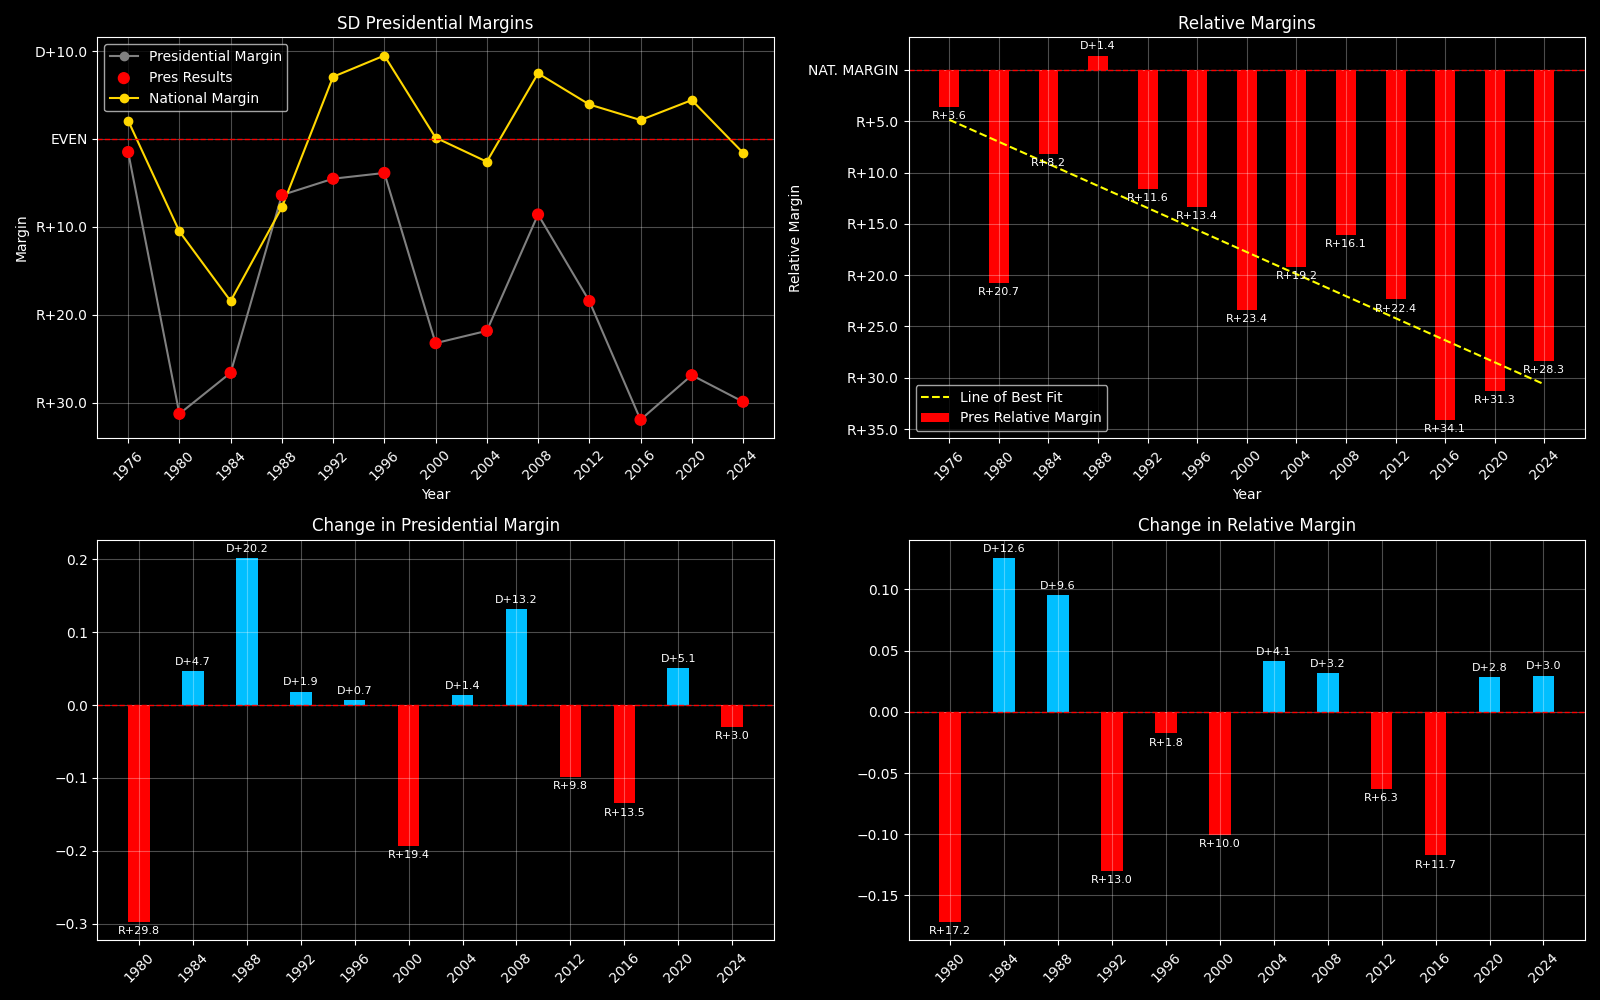 SD Presidential Margins
Presidential Margin
Pres Results
National Margin
D+10.0
EVEN
R+10.0
R+20.0
R+30.0
Margin
1976 1980 1984 1988 1992 1996 2000 2004 2008 2012 2016 2020 2024
Year
Relative Margins
NAT. MARGIN
R+5.0
R+10.0
R+15.0
R+20.0
R+25.0
R+30.0
R+35.0
Relative Margin
R+3.6
R+20.7
R+8.2
D+1.4
R+11.6
R+13.4
R+23.4
R+19.2
R+16.1
R+22.4
R+34.1
R+31.3
R+28.3
Line of Best Fit
Pres Relative Margin
1976 1980 1984 1988 1992 1996 2000 2004 2008 2012 2016 2020 2024
Year
Change in Presidential Margin
0.2
0.1
0.0
−0.1
−0.2
−0.3
R+29.8
D+4.7
D+20.2
D+1.9
D+0.7
R+19.4
D+1.4
D+13.2
R+9.8
R+13.5
D+5.1
R+3.0
1980 1984 1988 1992 1996 2000 2004 2008 2012 2016 2020 2024
Change in Relative Margin
0.10
0.05
0.00
−0.05
−0.10
−0.15
R+17.2
D+12.6
D+9.6
R+13.0
R+1.8
R+10.0
D+4.1
D+3.2
R+6.3
R+11.7
D+2.8
D+3.0
1980 1984 1988 1992 1996 2000 2004 2008 2012 2016 2020 2024